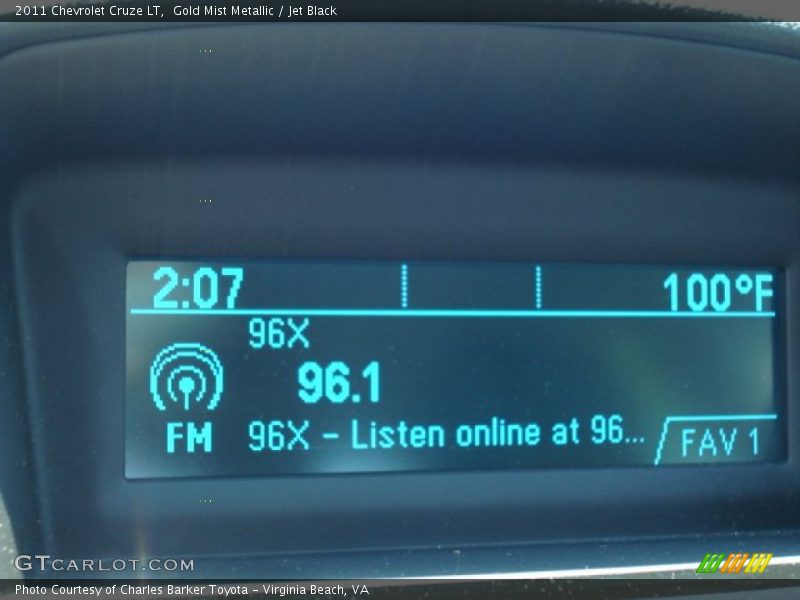 2011 Chevrolet Cruze LT,  Gold Mist Metallic / Jet Black
2:07
100°F
96X
96.1
FM
96X - Listen online at 96...
FAV 1
GTCARLOT.COM
Photo Courtesy of Charles Barker Toyota - Virginia Beach, VA